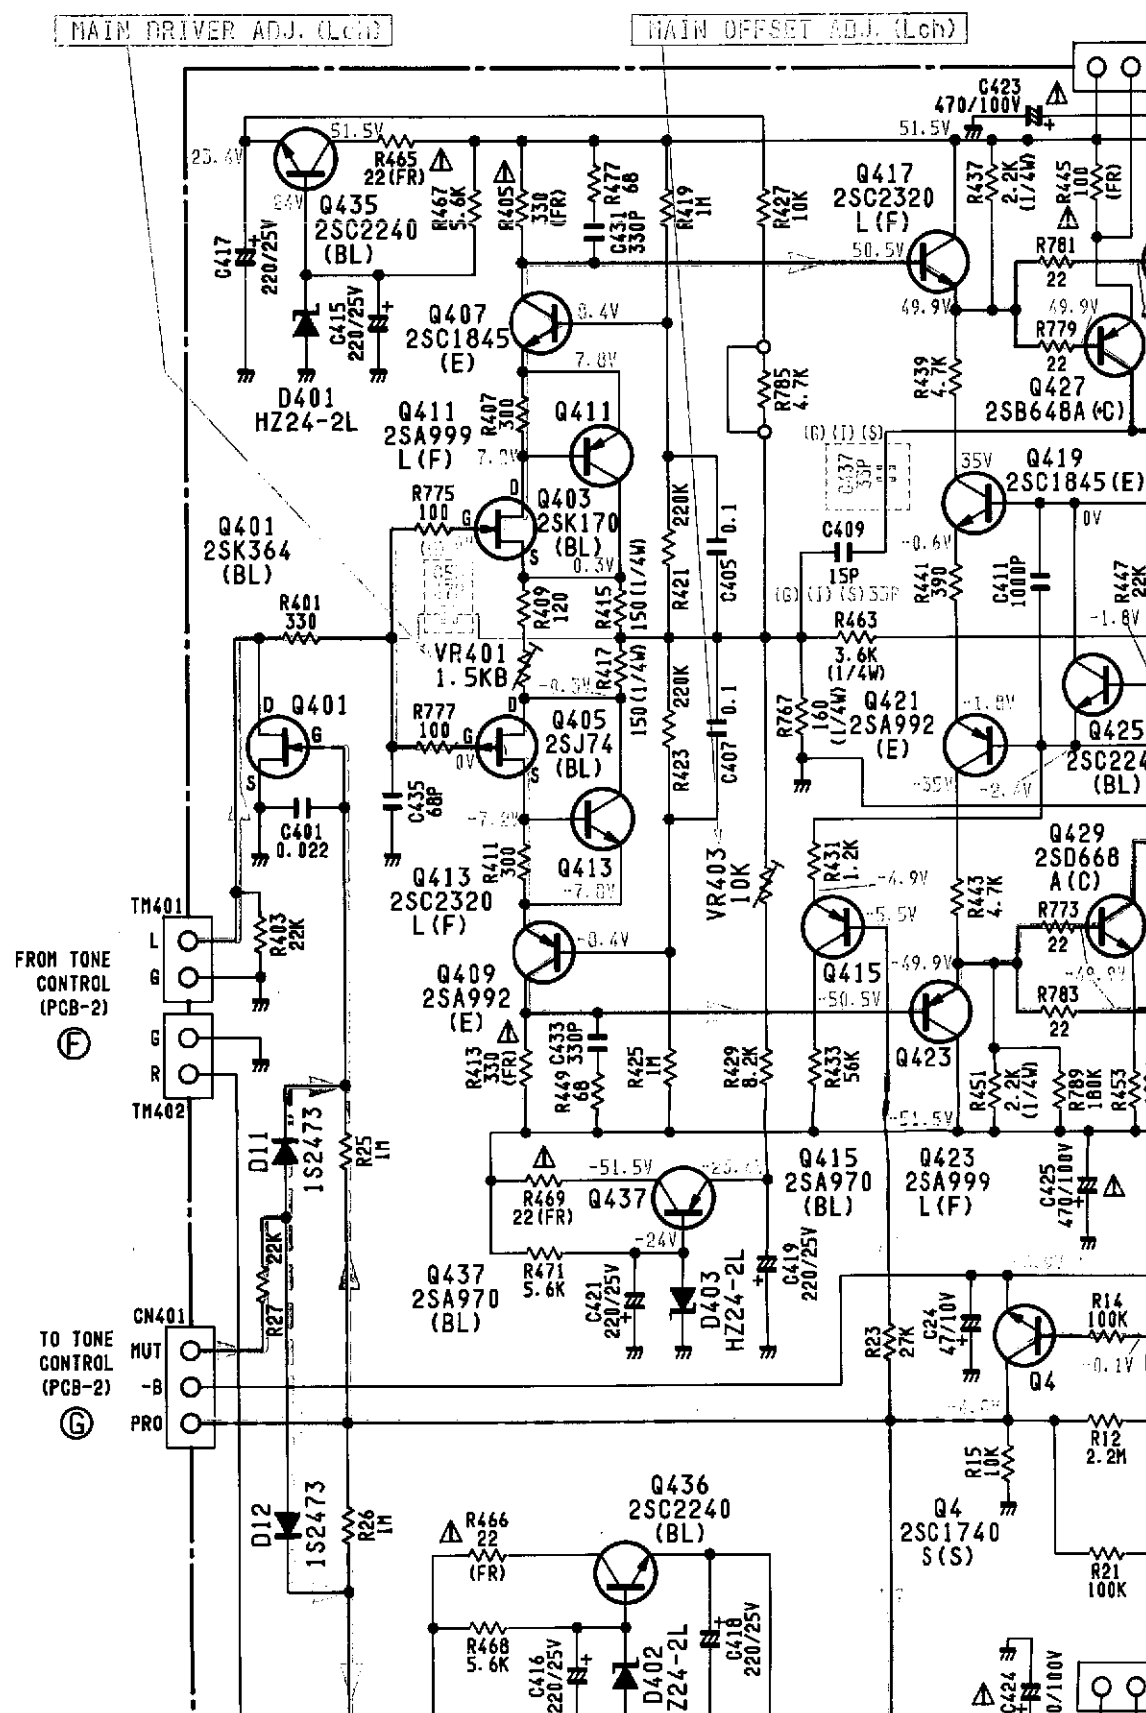 MAIN DRIVER ADJ. (Lch)
MAIN OFFSET ADJ. (Lch)
C423
470/100V
51.5V
51.5V
R465
22(FR)
R467
5.6K
R405
330
(FR)
R477
68
C431
330P
R419
1M
R427
10K
Q417
2SC2320
L(F)
R437
2.2K
(1/4W)
R445
100
(FR)
Q435
2SC2240
(BL)
C417
220/25V
50.5V
R781
22
49.9V
49.9V
R779
22
Q407
2SC1845
(E)
C415
220/25V
D401
HZ24-2L
R785
4.7K
R439
4.7K
Q427
2SB648A(C)
Q411
2SA999
L(F)
R407
300
Q411
(G)(I)(S)
35V
Q419
2SC1845(E)
0V
R775
100
D
G
S
Q403
2SK170
(BL)
0.3V
220K
R421
0.1
C405
C409
15P
(G)(I)(S)33P
-0.6V
R441
390
C411
1000P
R447
22K
Q401
2SK364
(BL)
R401
330
R409
120
R415
150(1/4W)
R463
3.6K
(1/4W)
-1.8V
VR401
1.5KB
R417
150(1/4W)
220K
R423
0.1
C407
R767
160
(1/4W)
Q421
2SA992
(E)
-1.8V
Q425
2SC224
(BL)
D
Q401
G
S
R777
100
0V
D
G
S
Q405
2SJ74
(BL)
C435
68P
-35V
C401
0.022
R411
300
Q413
-7.8V
VR403
10K
R431
1.2K
-4.9V
Q429
2SD668
A(C)
Q413
2SC2320
L(F)
TM401
L
G
R403
22K
-5.5V
R443
4.7K
R773
22
FROM TONE
CONTROL
(PCB-2)
F
Q409
2SA992
(E)
Q415
-49.9V
-50.5V
R783
22
G
R
TM402
R413
330
(FR)
C433
330P
R449
68
R425
1M
R429
8.2K
R433
56K
Q423
R451
2.2K
(1/4W)
R789
180K
R453
-51.5V
D11
1S2473
R25
1M
-51.5V
R469
22(FR)
Q437
Q415
2SA970
(BL)
Q423
2SA999
L(F)
C425
470/100V
22K
R27
-24V
R471
5.6K
Q437
2SA970
(BL)
C421
220/25V
D403
HZ24-2L
C419
220/25V
CN401
MUT
-B
PRO
TO TONE
CONTROL
(PCB-2)
G
R23
27K
C24
47/10V
R14
100K
-0.1V
Q4
R15
10K
R12
2.2M
D12
1S2473
R26
1M
Q436
2SC2240
(BL)
R466
22
(FR)
Q4
2SC1740
S(S)
R21
100K
R468
5.6K
C416
220/25V
D402
Z24-2L
C418
220/25V
C424
0/100V